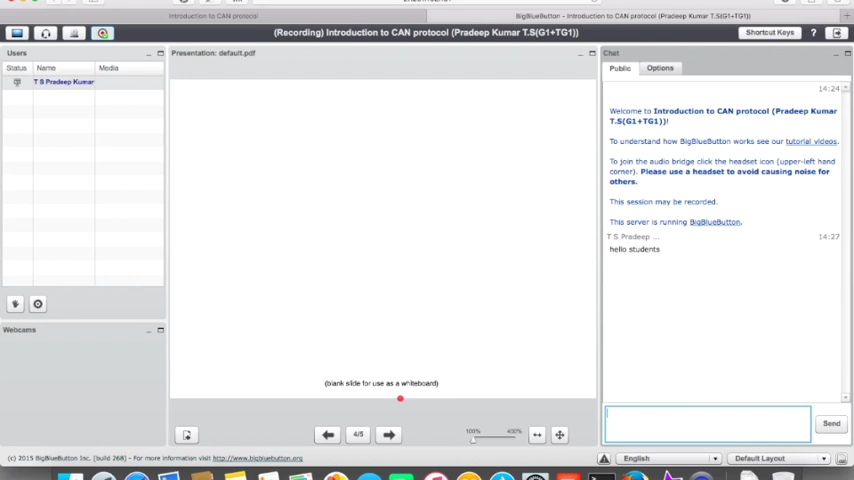 Introduction to CAN protocol
BigBlueButton - Introduction to CAN protocol (Pradeep Kumar T.S(G1+TG1))
(Recording) Introduction to CAN protocol (Pradeep Kumar T.S(G1+TG1))
Shortcut Keys
?
Users
Presentation: default.pdf
Chat
Status Name Media
Public Options
T S Pradeep Kumar
14:24
Welcome to Introduction to CAN protocol (Pradeep Kumar
T.S(G1+TG1))!
To understand how BigBlueButton works see our tutorial videos.
To join the audio bridge click the headset icon (upper-left hand
corner). Please use a headset to avoid causing noise for
others.
This session may be recorded.
This server is running BigBlueButton.
T S Pradeep ... 14:27
hello students
Webcams
(blank slide for use as a whiteboard)
4/5
100% 400%
Send
(c) 2015 BigBlueButton Inc. [build 268] - For more information visit http://www.bigbluebutton.org
English
Default Layout